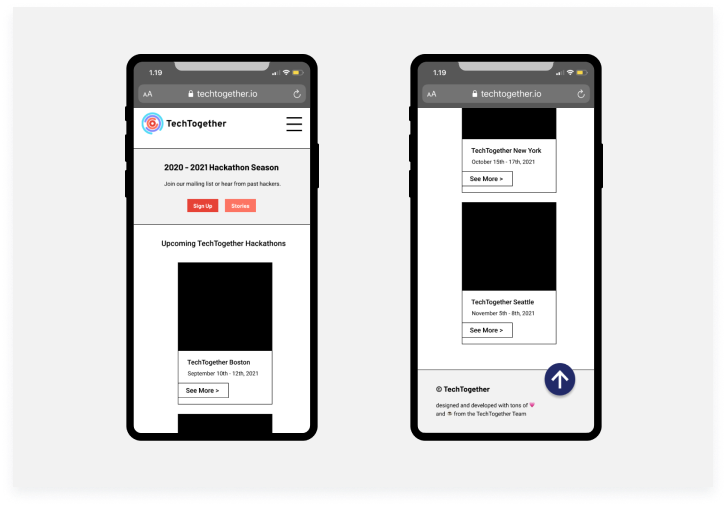 1.19
AA techtogether.io
TechTogether
2020 - 2021 Hackathon Season
Join our mailing list or hear from past hackers.
Sign Up Stories
Upcoming TechTogether Hackathons
TechTogether Boston
September 10th - 12th, 2021
See More >
1.19
AA techtogether.io
TechTogether New York
October 15th - 17th, 2021
See More >
TechTogether Seattle
November 5th - 8th, 2021
See More >
© TechTogether
designed and developed with tons of 💗
and ☕ from the TechTogether Team